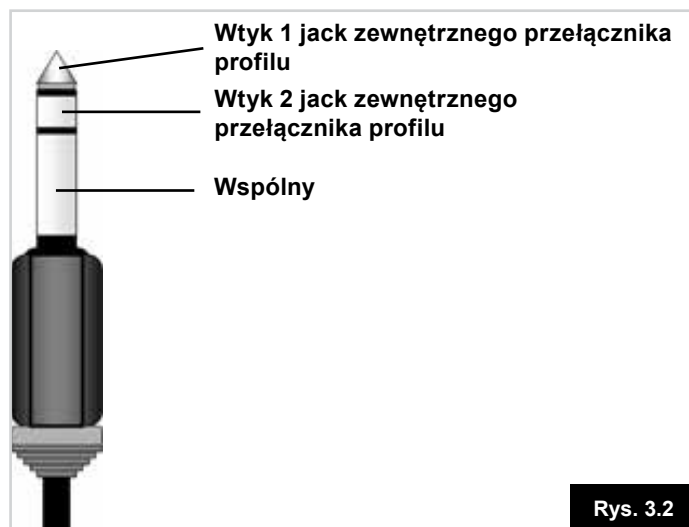 Wtyk 1 jack zewnętrznego przełącznika
profilu
Wtyk 2 jack zewnętrznego
przełącznika profilu
Wspólny
Rys. 3.2